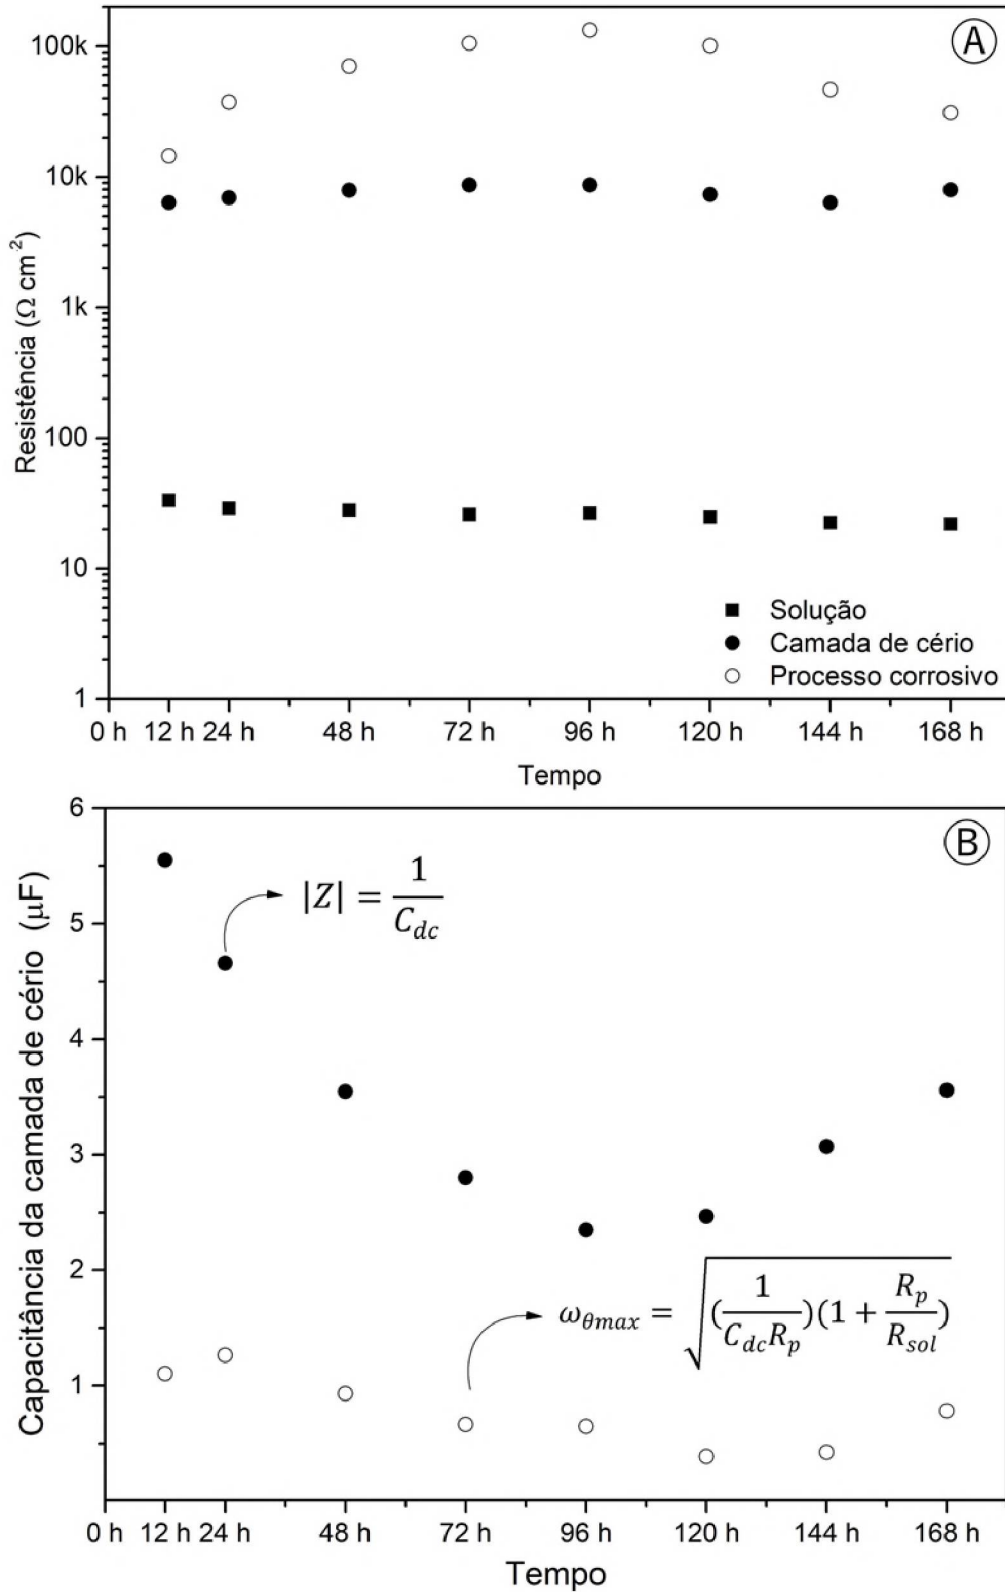 A
100k
10k
1k
100
10
1
Resistência (Ω cm⁻²)
■ Solução
● Camada de cério
○ Processo corrosivo
0 h 12 h 24 h 48 h 72 h 96 h 120 h 144 h 168 h
Tempo
B
6
5
4
3
2
1
Capacitância da camada de cério (μF)
|Z| = 1/C_dc
ω_θmax = √((1/(C_dc R_p))(1 + R_p/R_sol))
0 h 12 h 24 h 48 h 72 h 96 h 120 h 144 h 168 h
Tempo